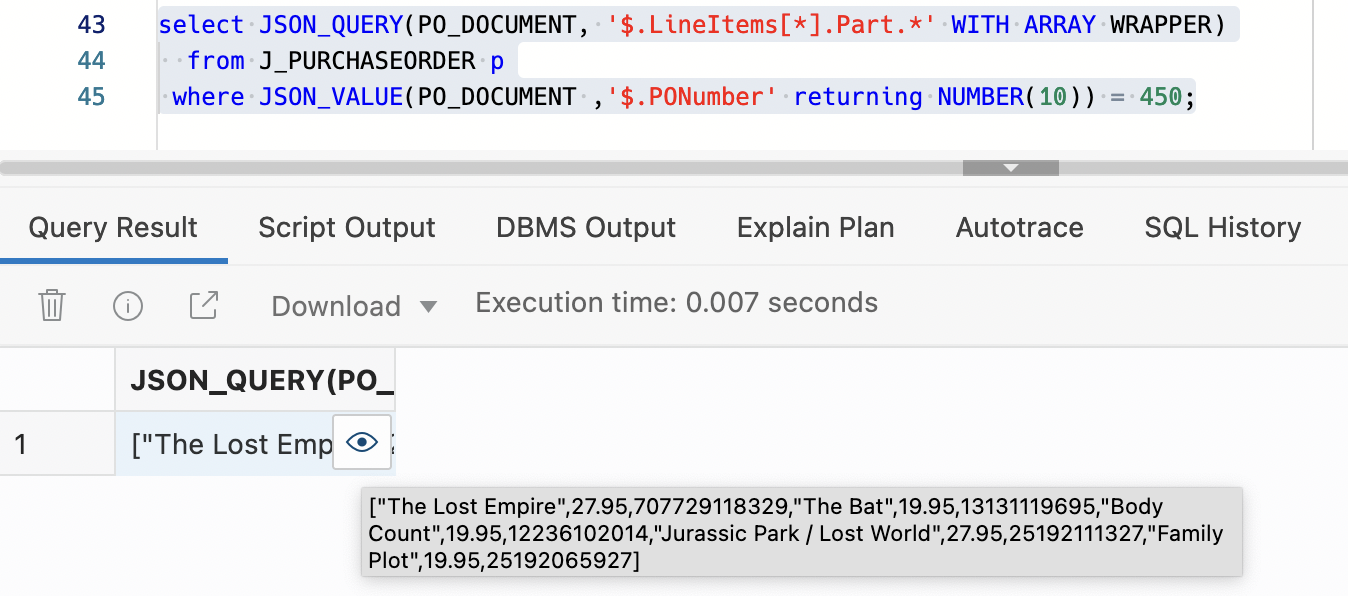 43 select JSON_QUERY(PO_DOCUMENT, '$.LineItems[*].Part.*' WITH ARRAY WRAPPER)
44 from J_PURCHASEORDER p
45 where JSON_VALUE(PO_DOCUMENT ,'$.PONumber' returning NUMBER(10)) = 450;
Query Result Script Output DBMS Output Explain Plan Autotrace SQL History
Download Execution time: 0.007 seconds
JSON_QUERY(PO_
1 ["The Lost Emp
["The Lost Empire",27.95,707729118329,"The Bat",19.95,13131119695,"Body
Count",19.95,12236102014,"Jurassic Park / Lost World",27.95,25192111327,"Family
Plot",19.95,25192065927]